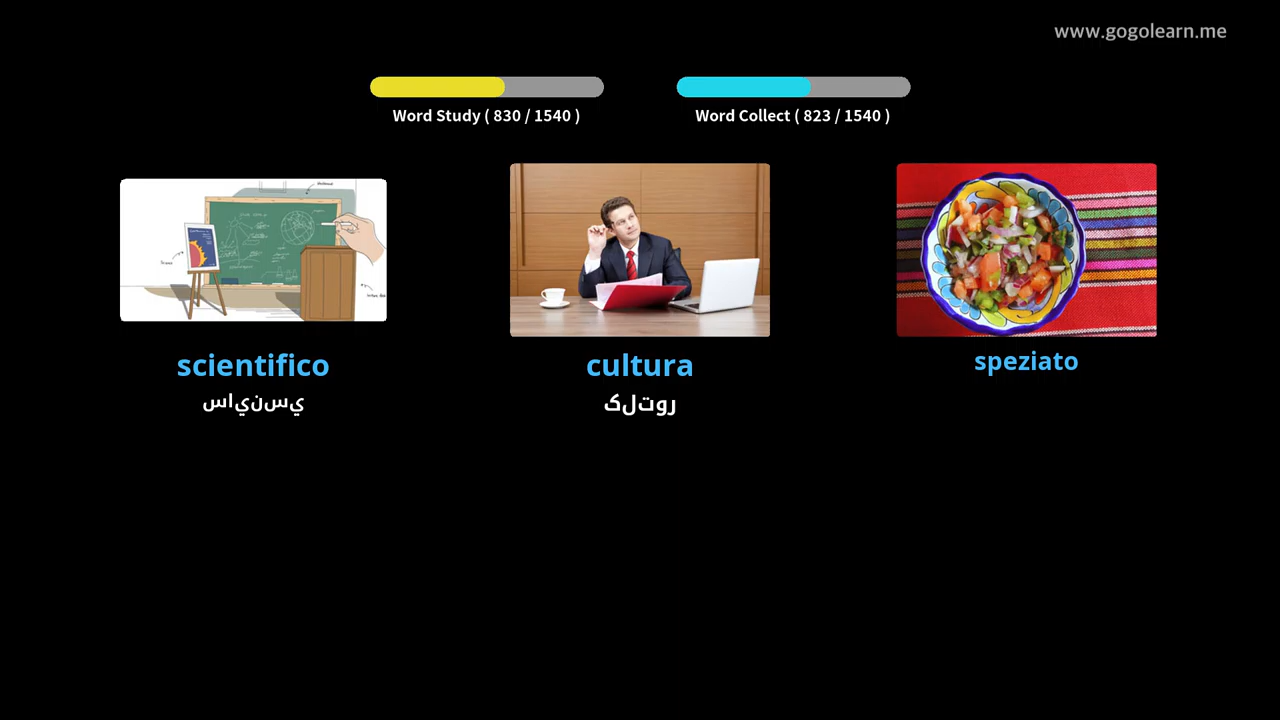 www.gogolearn.me
Word Study ( 830 / 1540 )
Word Collect ( 823 / 1540 )
scientifico
ساينسي
cultura
کلتور
speziato